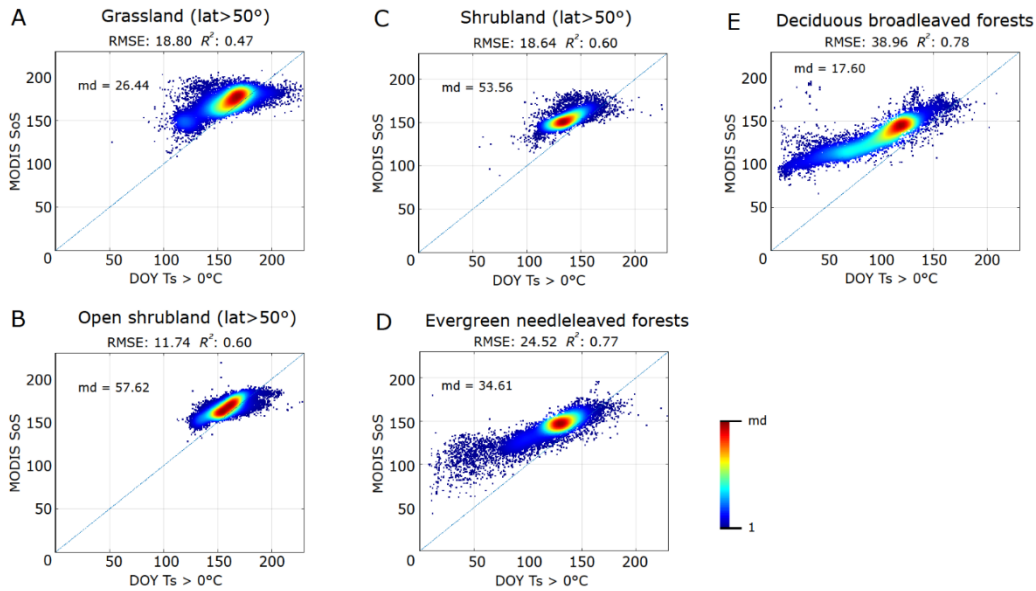 A
Grassland (lat>50°)
RMSE: 18.80 R²: 0.47
md = 26.44
MODIS SoS
200
150
100
50
0
50
100
150
200
DOY Ts > 0°C
B
Open shrubland (lat>50°)
RMSE: 11.74 R²: 0.60
md = 57.62
MODIS SoS
200
150
100
50
0
50
100
150
200
DOY Ts > 0°C
C
Shrubland (lat>50°)
RMSE: 18.64 R²: 0.60
md = 53.56
MODIS SoS
200
150
100
50
0
50
100
150
200
DOY Ts > 0°C
D
Evergreen needleleaved forests
RMSE: 24.52 R²: 0.77
md = 34.61
MODIS SoS
200
150
100
50
0
50
100
150
200
DOY Ts > 0°C
E
Deciduous broadleaved forests
RMSE: 38.96 R²: 0.78
md = 17.60
MODIS SoS
200
150
100
50
0
50
100
150
200
DOY Ts > 0°C
md
1